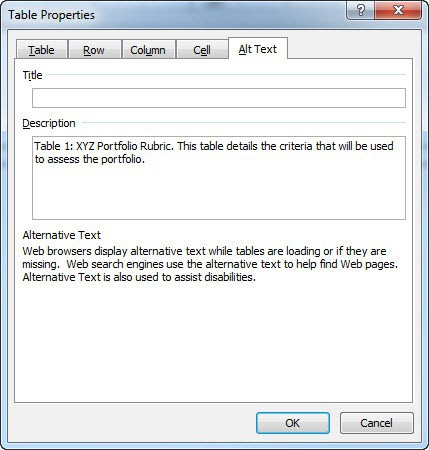 Table Properties
Table Row Column Cell Alt Text
Title
Description
Table 1: XYZ Portfolio Rubric. This table details the criteria that will be used
to assess the portfolio.
Alternative Text
Web browsers display alternative text while tables are loading or if they are
missing. Web search engines use the alternative text to help find Web pages.
Alternative Text is also used to assist disabilities.
OK Cancel